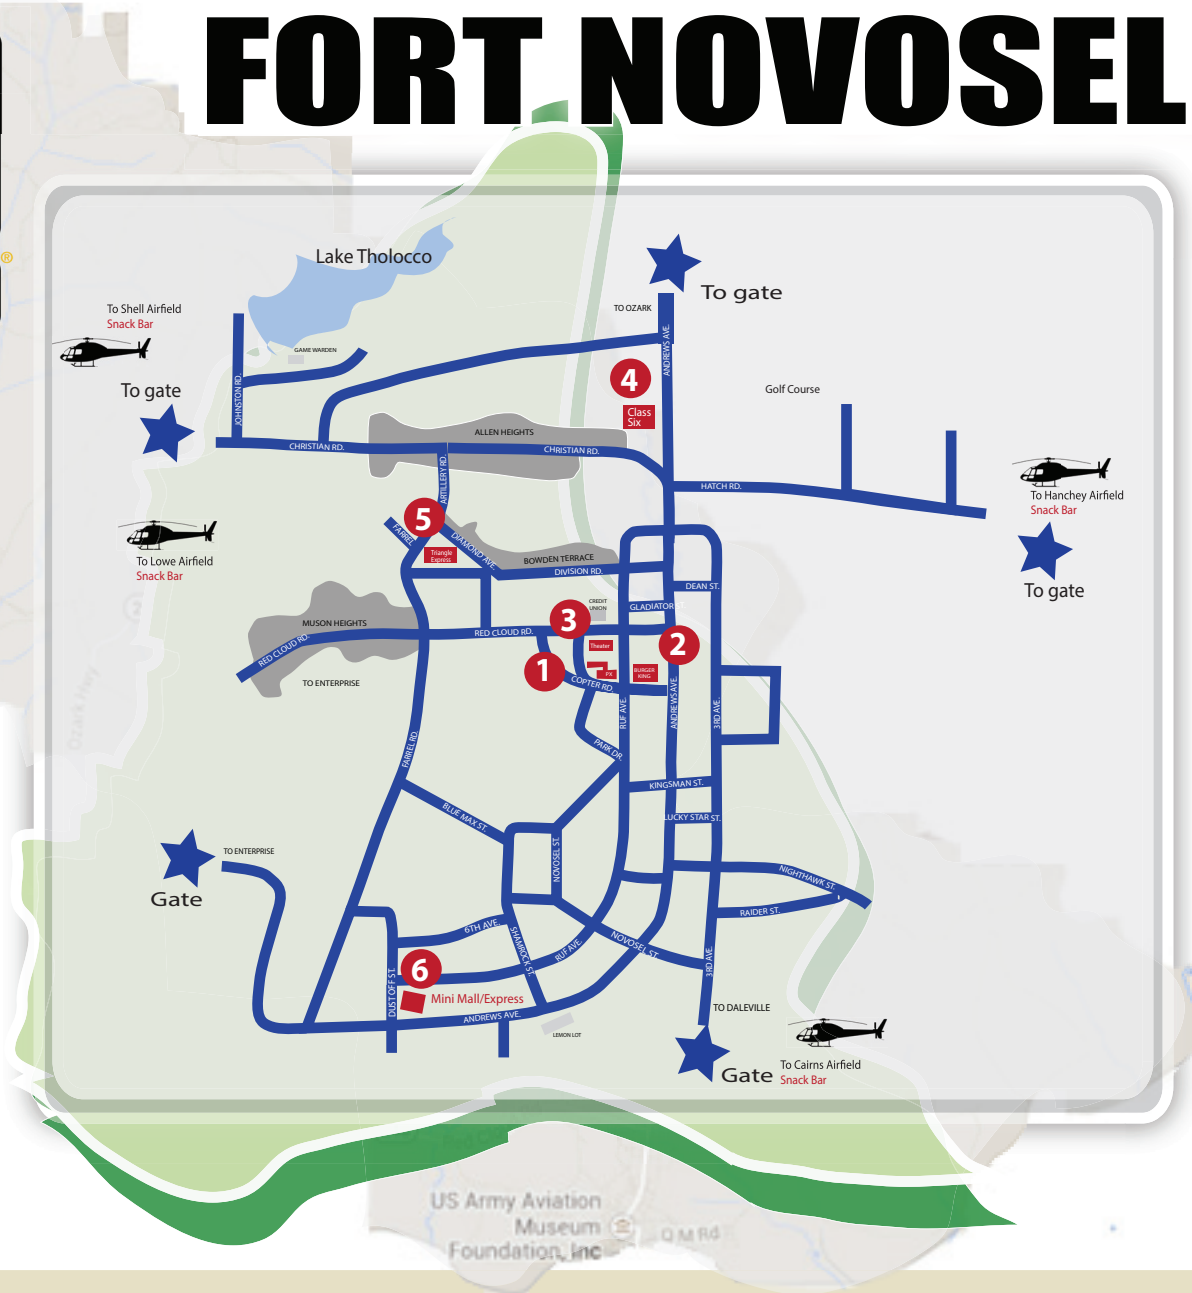 FORT NOVOSEL
®
Lake Tholocco
To gate
TO OZARK
To Shell Airfield
Snack Bar
GAME WARDEN
ANDREWS AVE.
4
To gate
JOHNSTON RD.
Golf Course
Class
Six
ALLEN HEIGHTS
CHRISTIAN RD.
CHRISTIAN RD.
ARTILLERY RD.
HATCH RD.
To Hanchey Airfield
Snack Bar
5
FARREL
DIAMOND AVE.
Triangle
Express
BOWDEN TERRACE
DIVISION RD.
To Lowe Airfield
Snack Bar
DEAN ST.
To gate
CREDIT
UNION
GLADIATOR ST.
3
MUSON HEIGHTS
RED CLOUD RD.
RED CLOUD RD.
Theater
2
1
PX
BURGER
KING
COPTER RD.
TO ENTERPRISE
RUF AVE.
ANDREWS AVE.
3RD AVE.
Ozark Hwy
FARREL RD.
PARK DR.
KINGSMAN ST.
BLUE MAX ST.
LUCKY STAR ST.
TO ENTERPRISE
NOVOSEL ST.
NIGHTHAWK ST.
Gate
RAIDER ST.
6TH AVE.
SHAMROCK ST.
RUF AVE.
NOVOSEL ST.
3RD AVE.
6
DUST OFF ST.
Mini Mall/Express
ANDREWS AVE.
TO DALEVILLE
LEMON LOT
Gate
To Cairns Airfield
Snack Bar
US Army Aviation
Museum
Foundation, Inc
Q M Rd